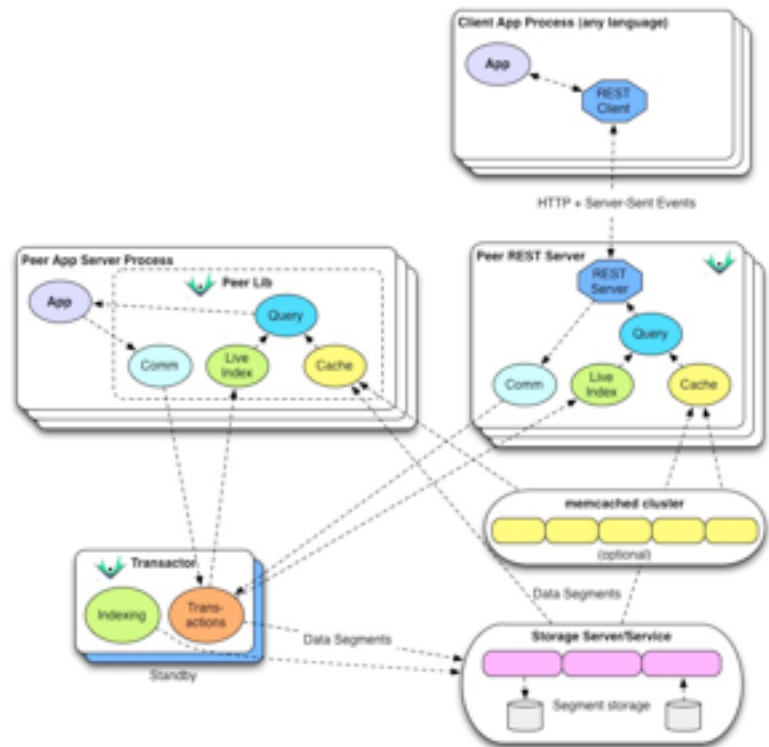 Client App Process (any language)
App
REST
Client
HTTP + Server-Sent Events
Peer App Server Process
Peer Lib
App
Query
Comm
Live
Index
Cache
Peer REST Server
REST
Server
Query
Comm
Live
Index
Cache
memcached cluster
(optional)
Transactor
Indexing
Trans-
actions
Standby
Data Segments
Data Segments
Storage Server/Service
Segment storage